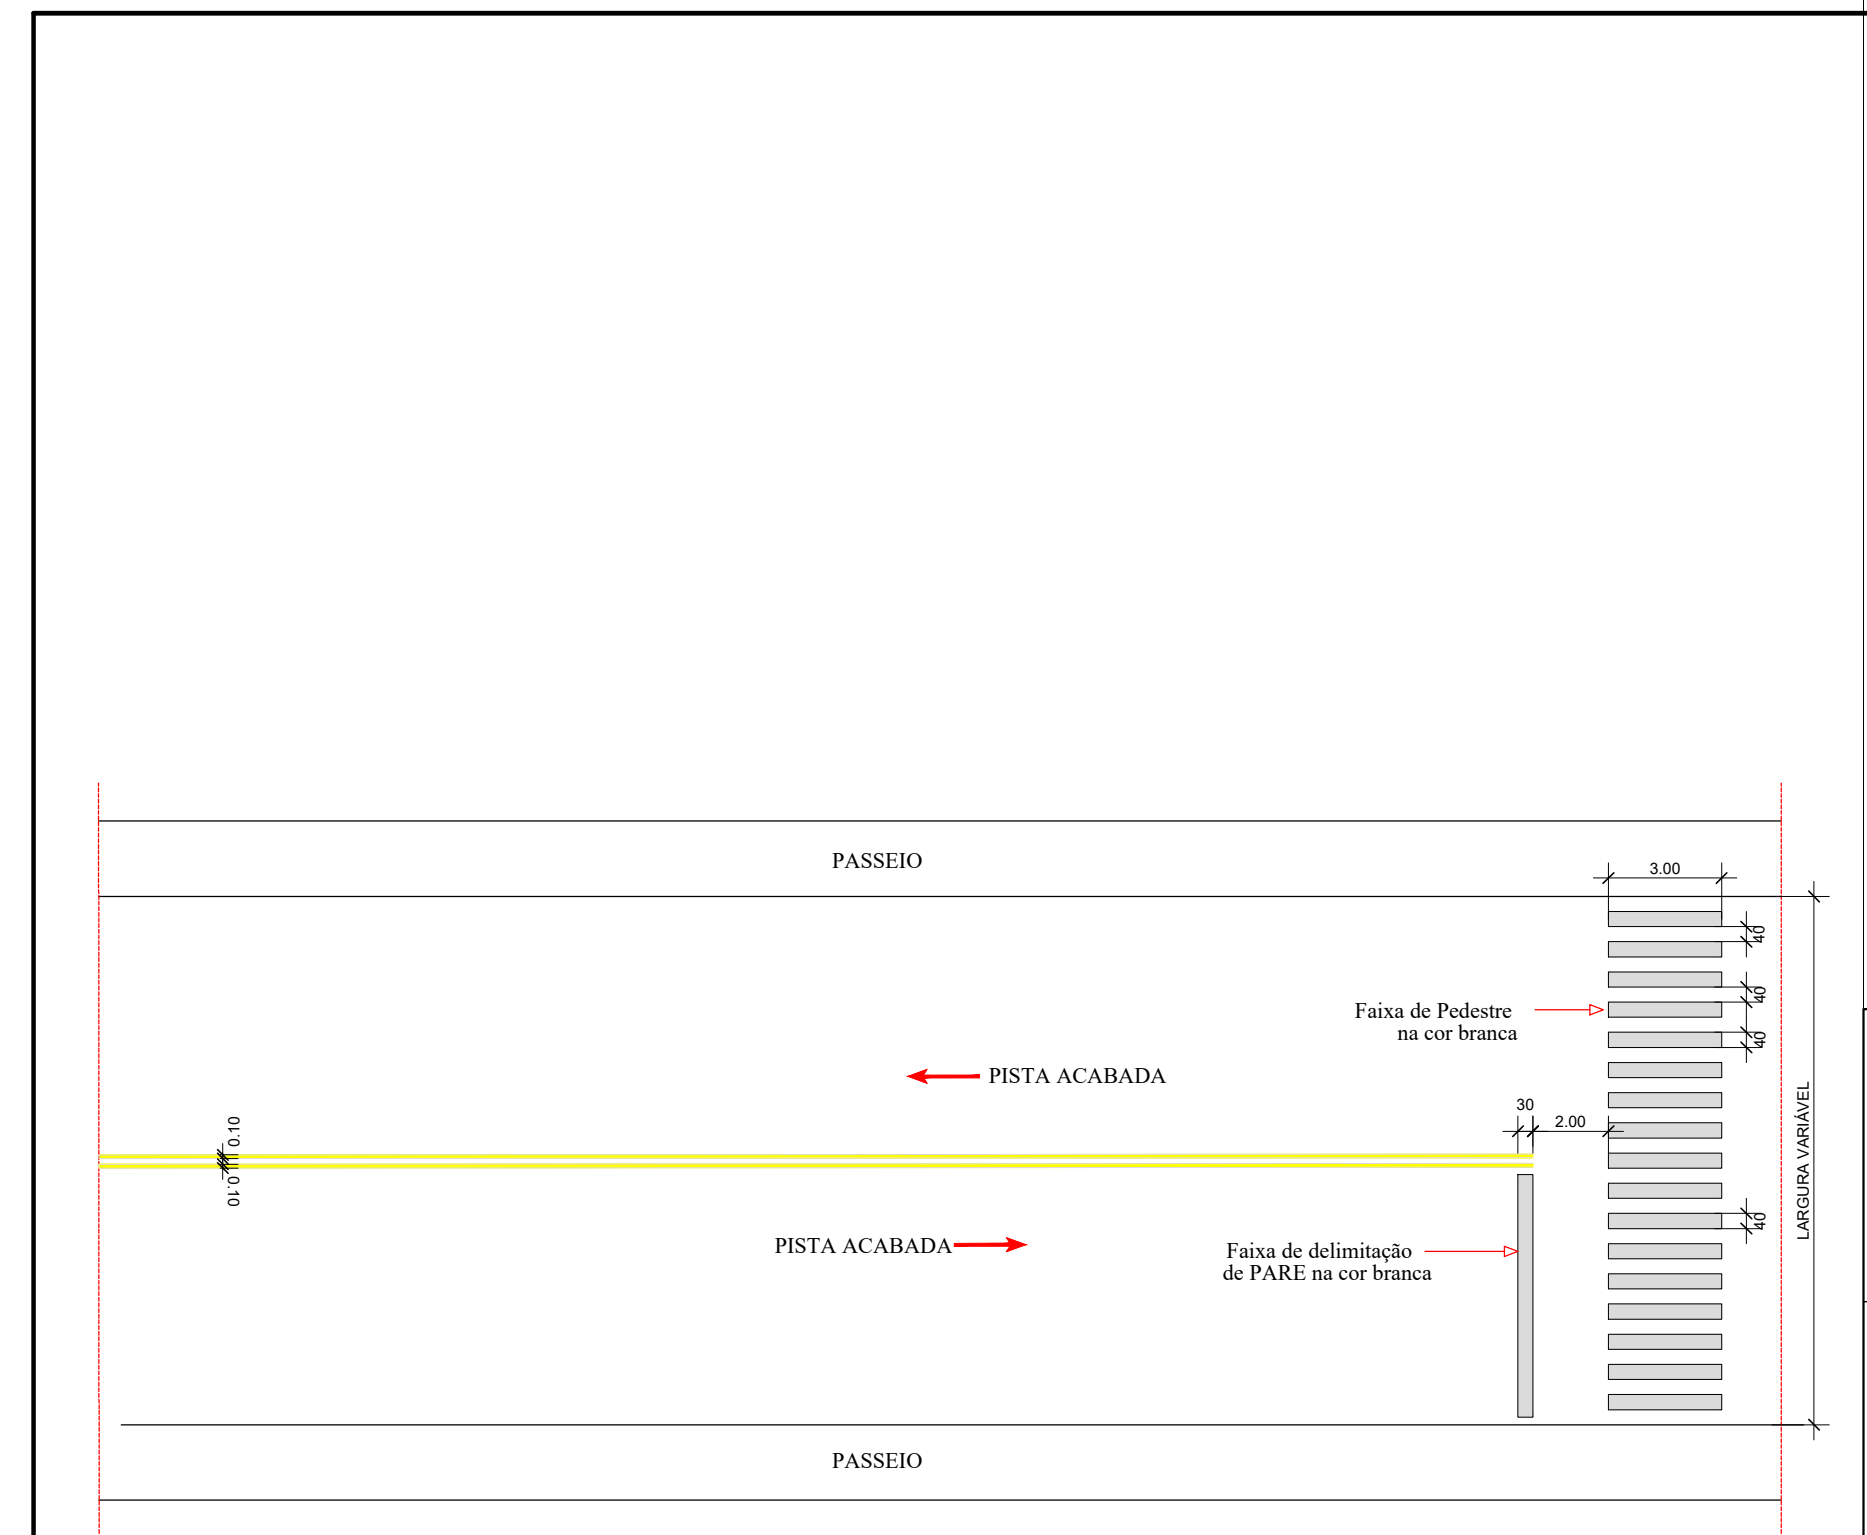 PASSEIO
3.00
40
40
Faixa de Pedestre
na cor branca
40
PISTA ACABADA
LARGURA VARIÁVEL
30
2.00
0.10
0.10
40
PISTA ACABADA
Faixa de delimitação
de PARE na cor branca
PASSEIO